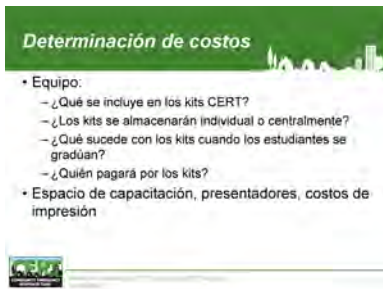 Determinación de costos
• Equipo:
– ¿Qué se incluye en los kits CERT?
– ¿Los kits se almacenarán individual o centralmente?
– ¿Qué sucede con los kits cuando los estudiantes se
gradúan?
– ¿Quién pagará por los kits?
• Espacio de capacitación, presentadores, costos de
impresión
CERT